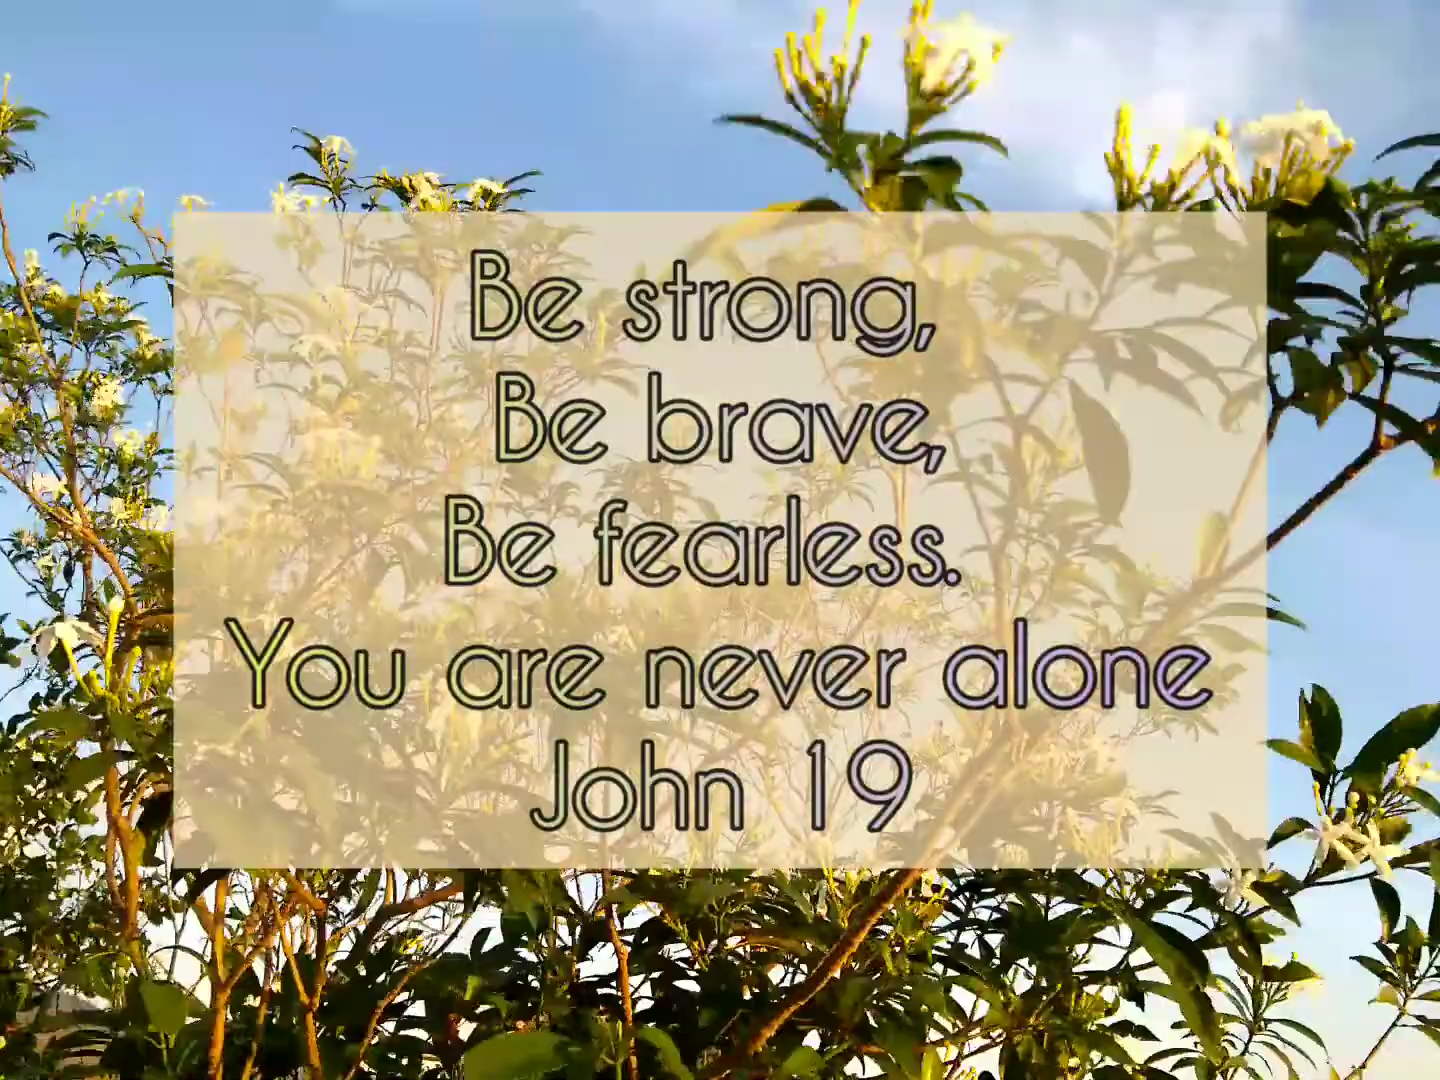 Be strong,
Be brave,
Be fearless.
You are never alone
John 19